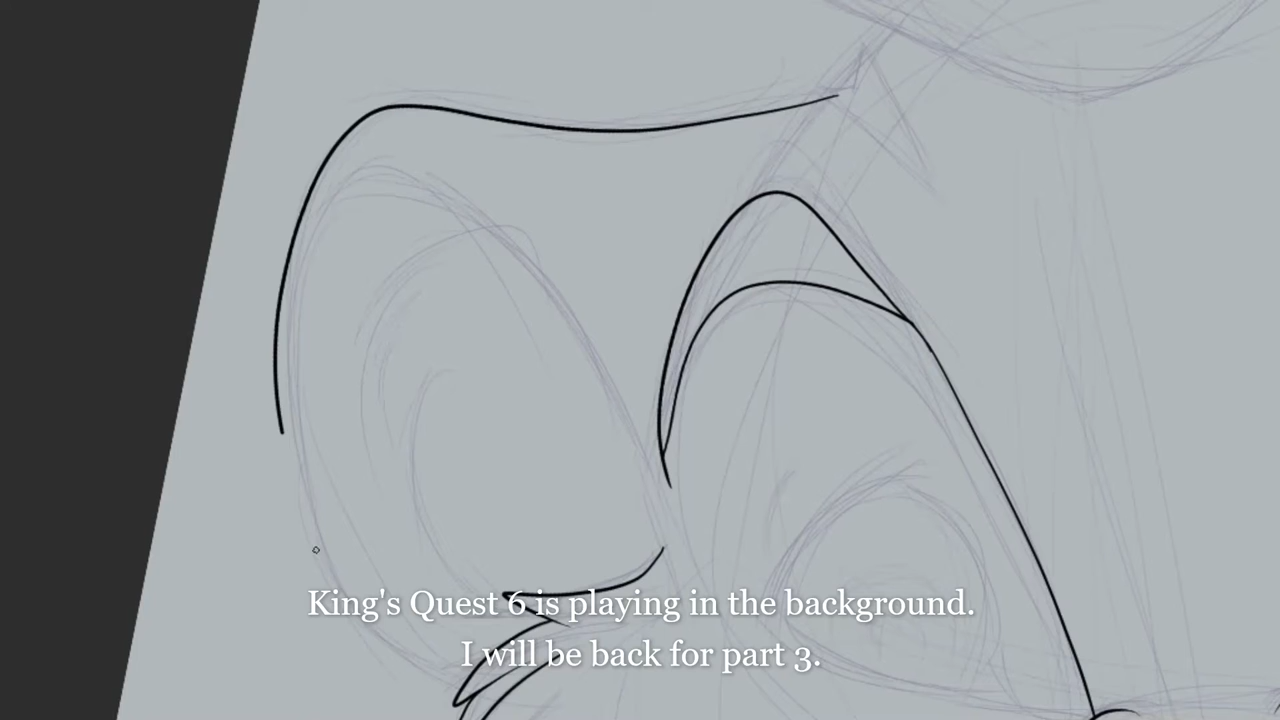 King's Quest 6 is playing in the background.
I will be back for part 3.